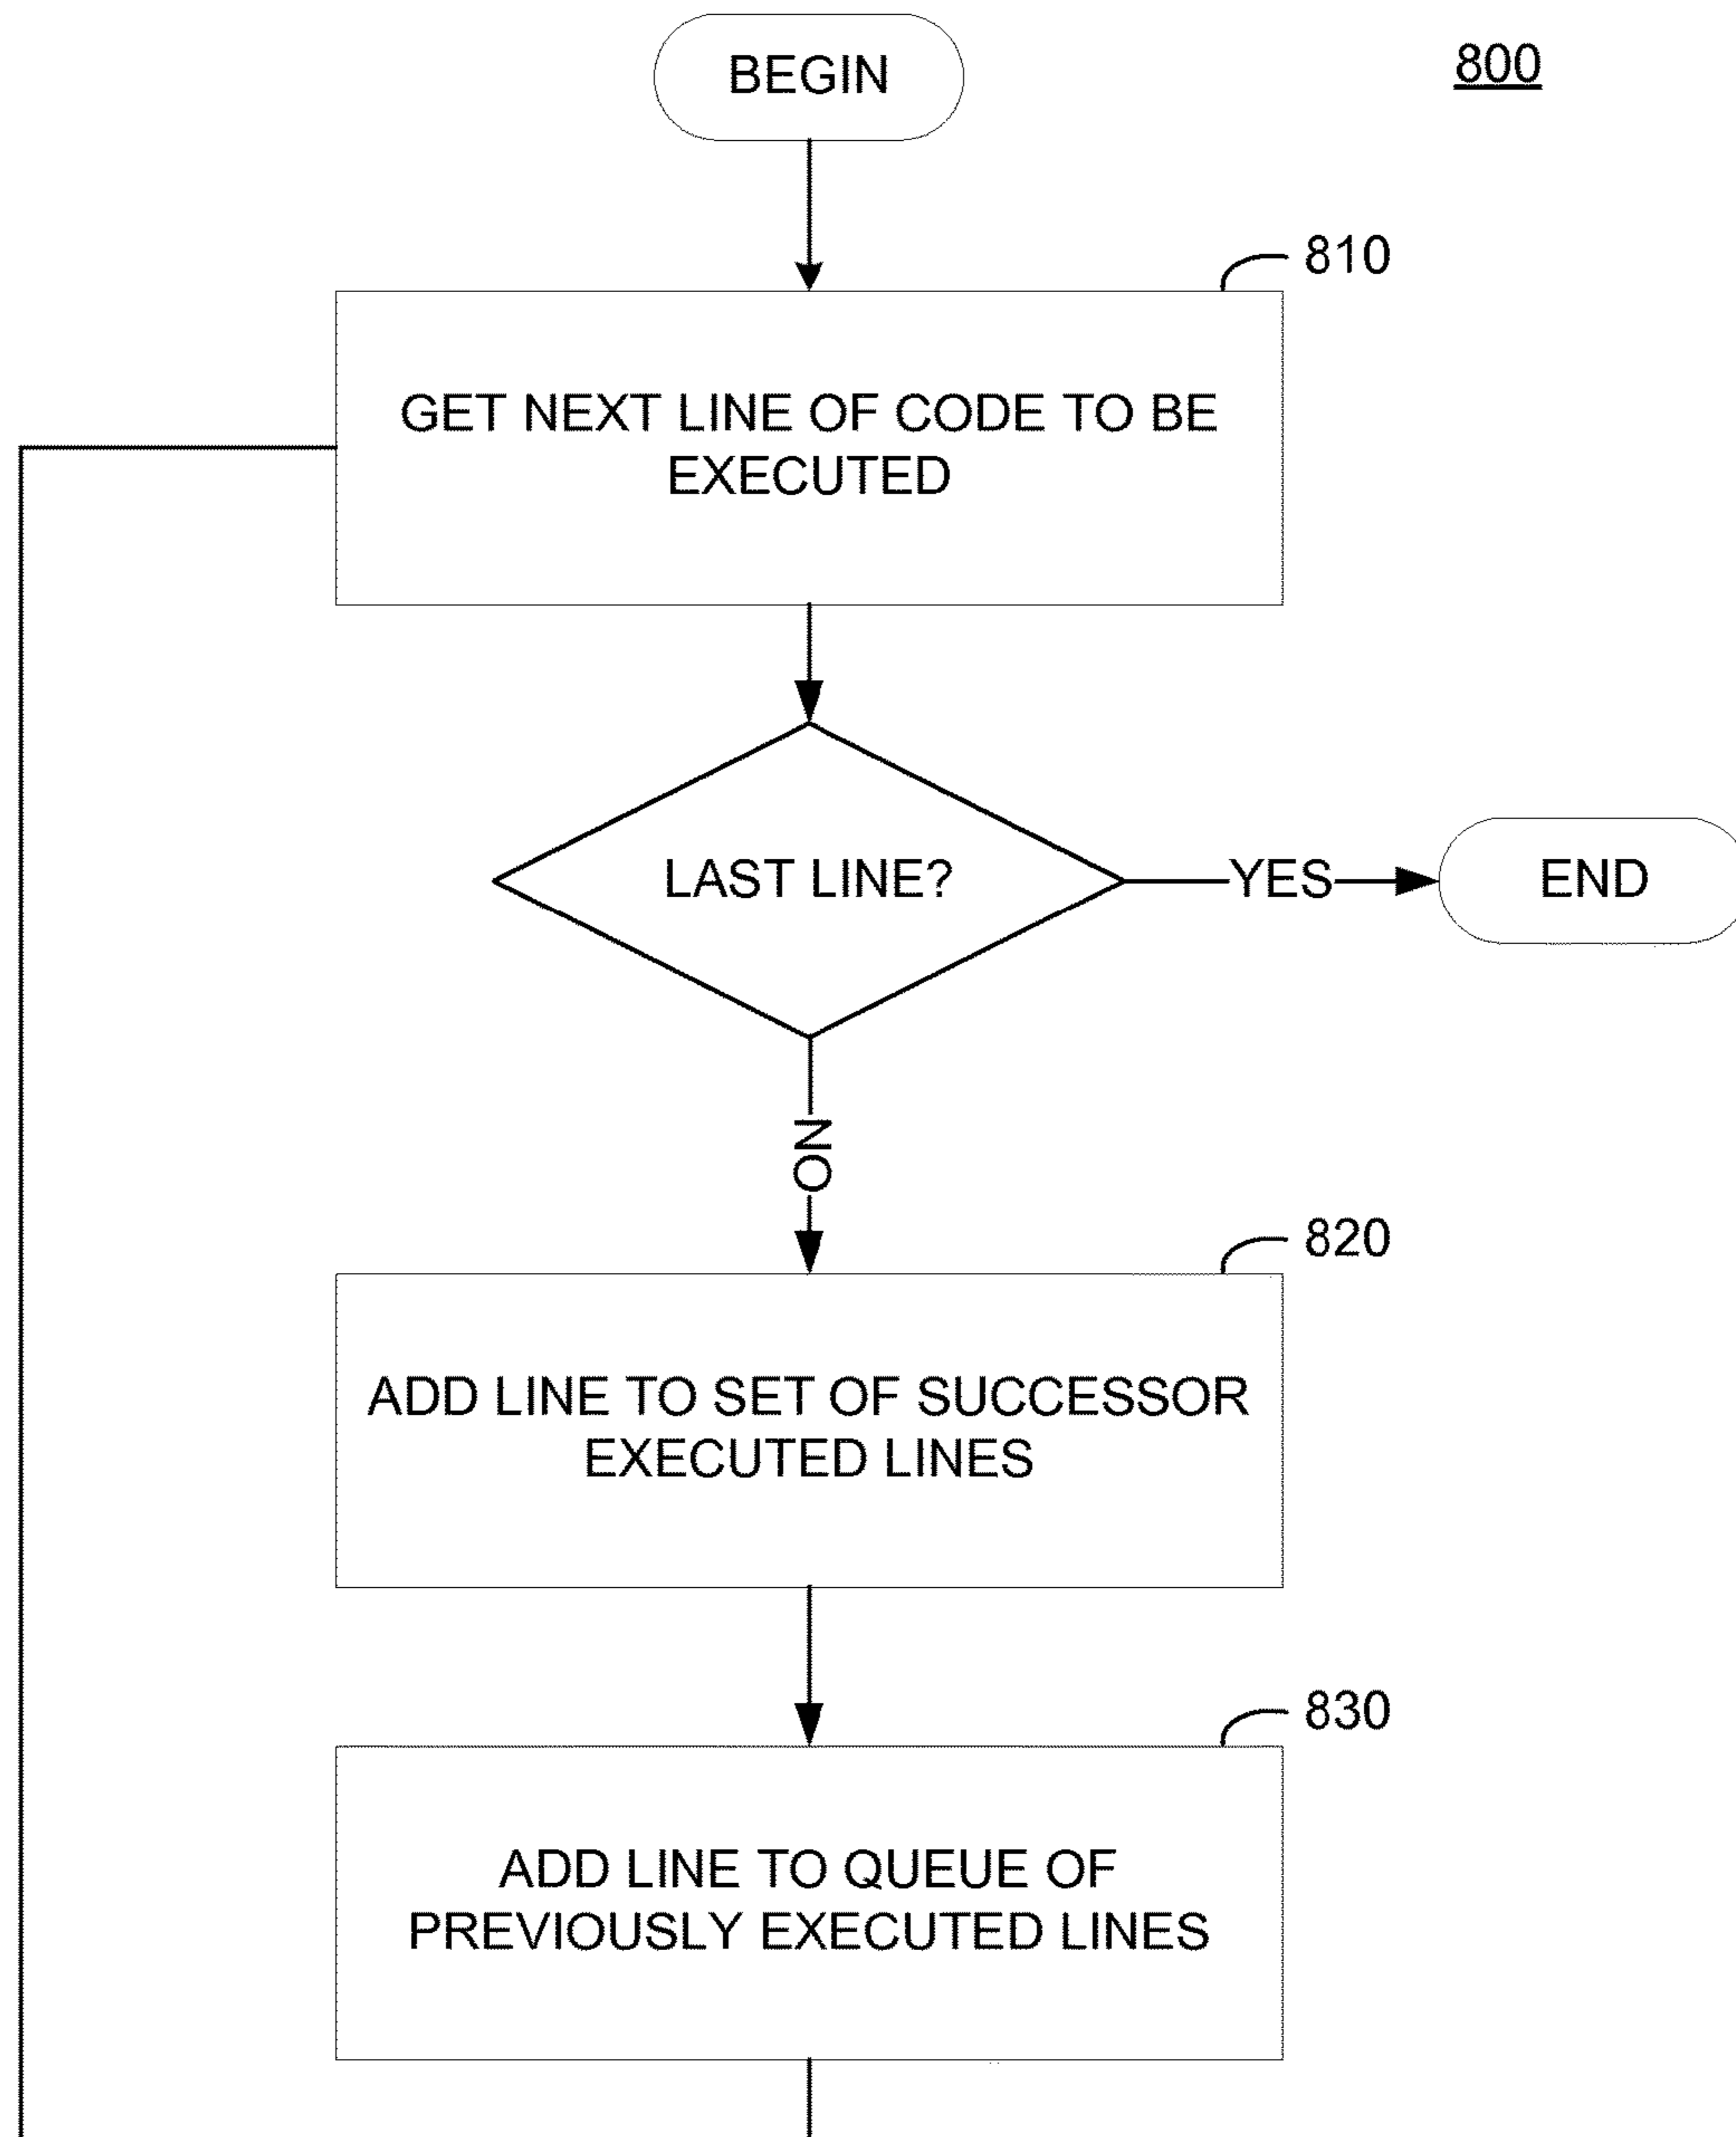 BEGIN
800
810
GET NEXT LINE OF CODE TO BE
EXECUTED
LAST LINE?
YES
END
NO
820
ADD LINE TO SET OF SUCCESSOR
EXECUTED LINES
830
ADD LINE TO QUEUE OF
PREVIOUSLY EXECUTED LINES